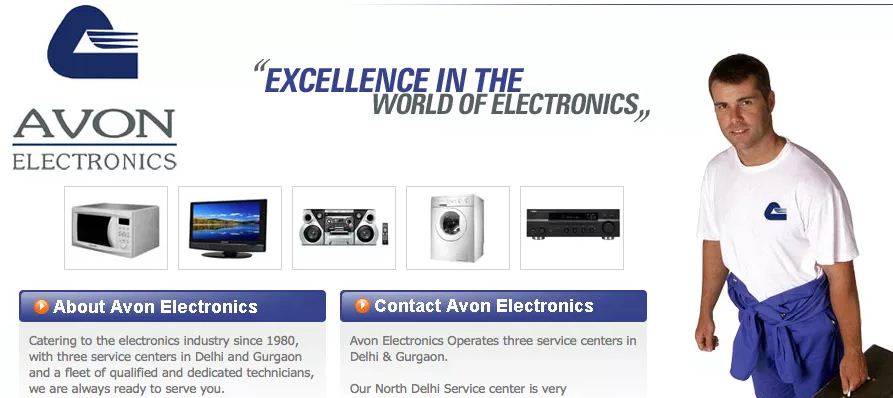 AVON
ELECTRONICS
“EXCELLENCE IN THE
WORLD OF ELECTRONICS„
About Avon Electronics
Catering to the electronics industry since 1980,
with three service centers in Delhi and Gurgaon
and a fleet of qualified and dedicated technicians,
we are always ready to serve you.
Contact Avon Electronics
Avon Electronics Operates three service centers in
Delhi & Gurgaon.
Our North Delhi Service center is very